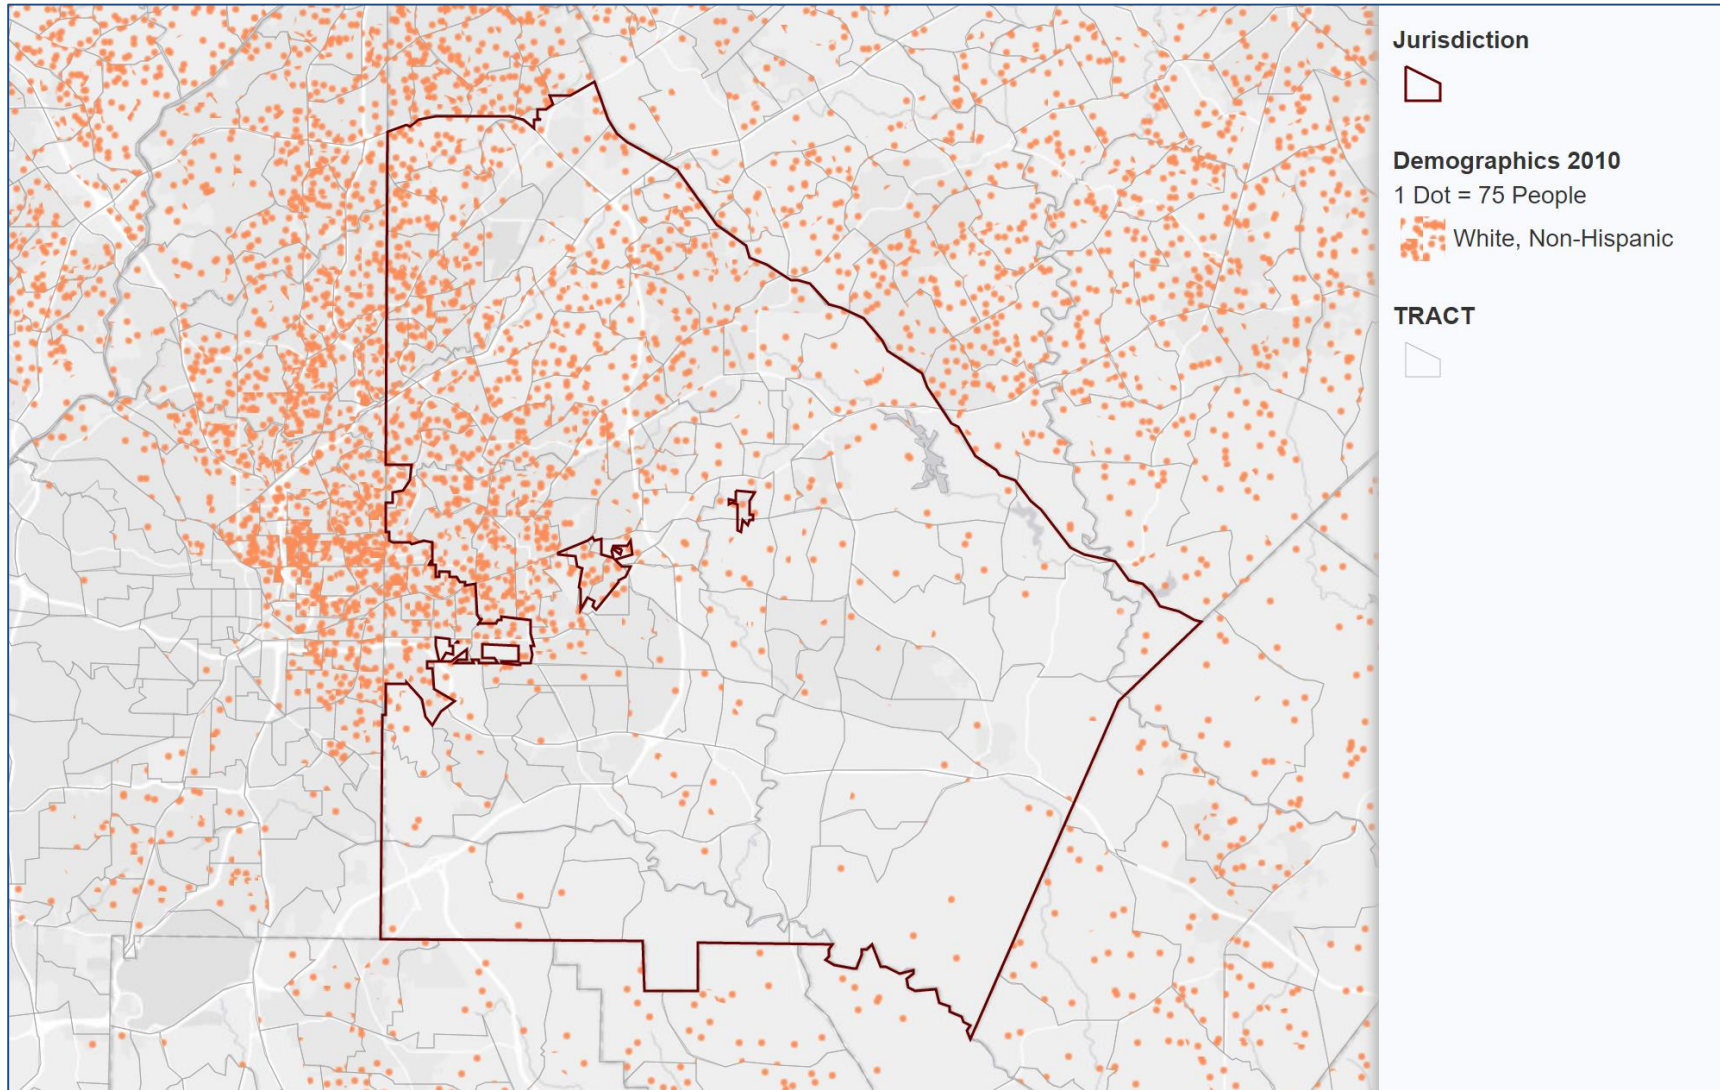 Jurisdiction
Demographics 2010
1 Dot = 75 People
White, Non-Hispanic
TRACT